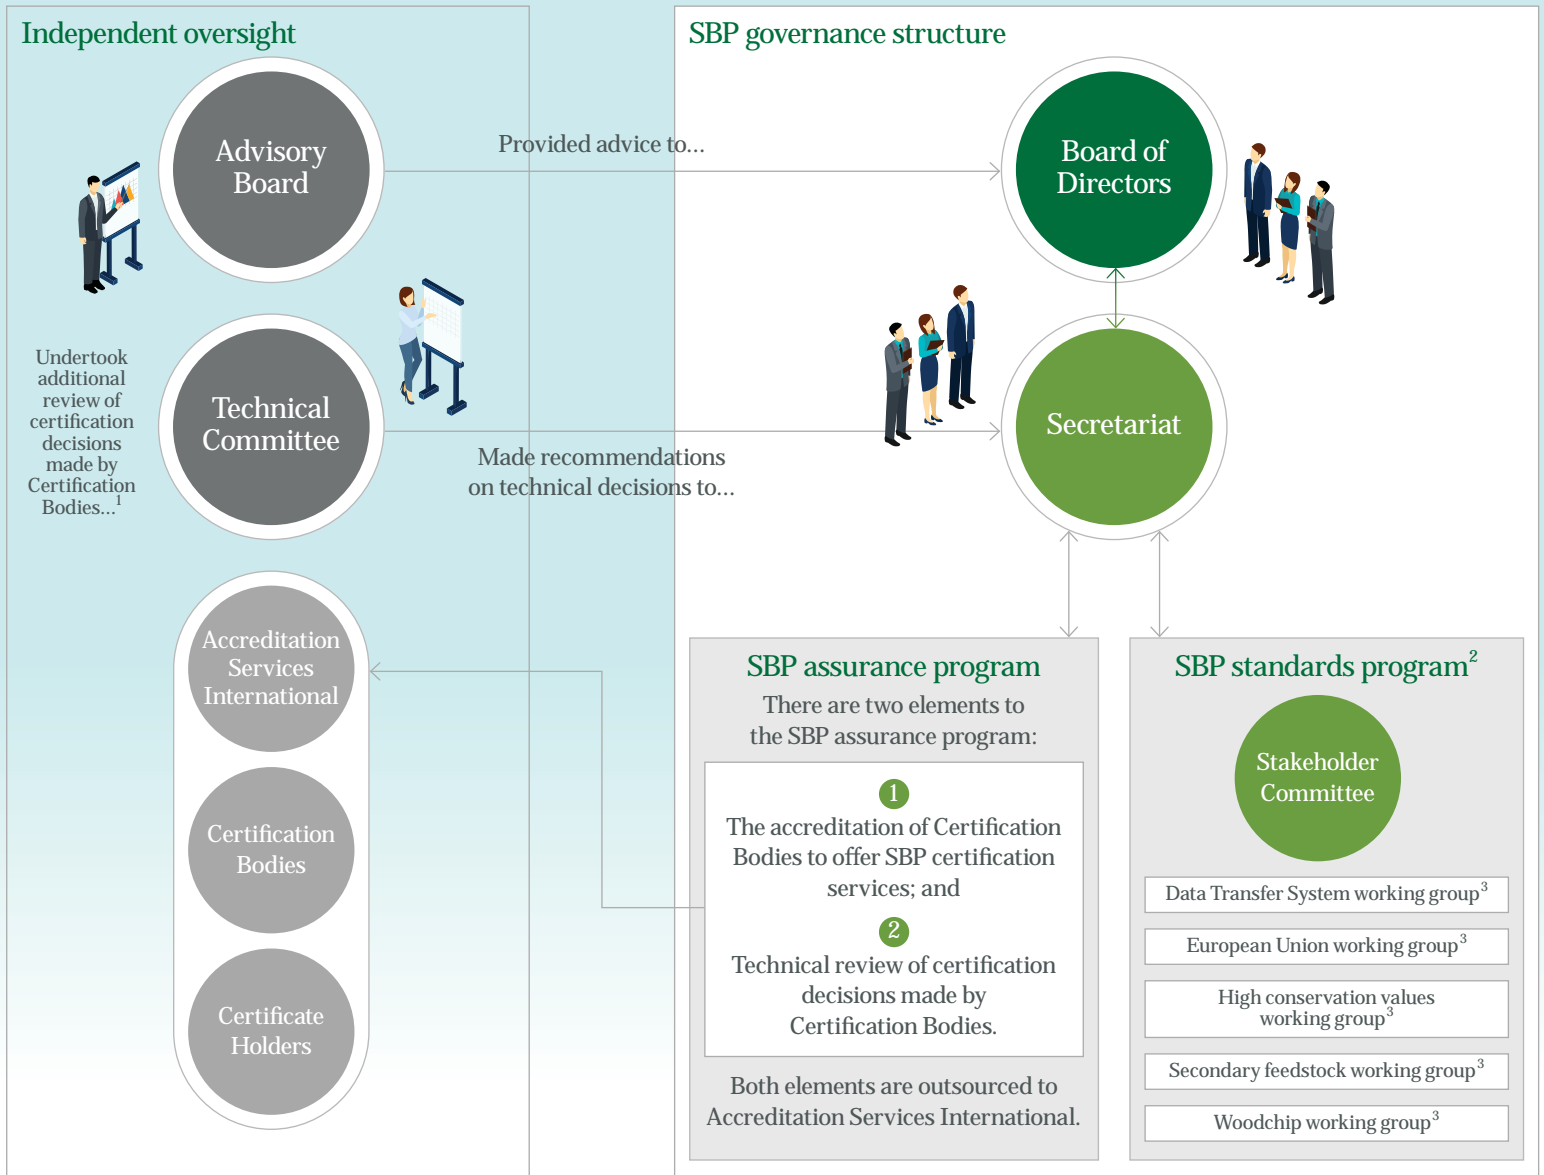 Independent oversight
Advisory
Board
Provided advice to...
Undertook
additional
review of
certification
decisions
made by
Certification
Bodies...1
Technical
Committee
Made recommendations
on technical decisions to...
Accreditation
Services
International
Certification
Bodies
Certificate
Holders
SBP governance structure
Board of
Directors
Secretariat
SBP assurance program
There are two elements to
the SBP assurance program:
1
The accreditation of Certification
Bodies to offer SBP certification
services; and
2
Technical review of certification
decisions made by
Certification Bodies.
Both elements are outsourced to
Accreditation Services International.
SBP standards program2
Stakeholder
Committee
Data Transfer System working group3
European Union working group3
High conservation values
working group3
Secondary feedstock working group3
Woodchip working group3